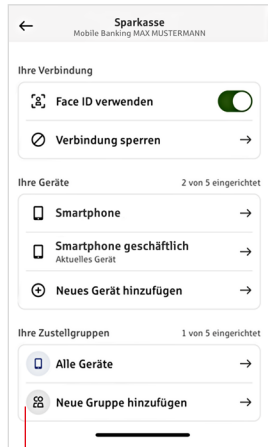 Sparkasse
Mobile Banking MAX MUSTERMANN
Ihre Verbindung
Face ID verwenden
Verbindung sperren
Ihre Geräte 2 von 5 eingerichtet
Smartphone
Smartphone geschäftlich
Aktuelles Gerät
Neues Gerät hinzufügen
Ihre Zustellgruppen 1 von 5 eingerichtet
Alle Geräte
Neue Gruppe hinzufügen